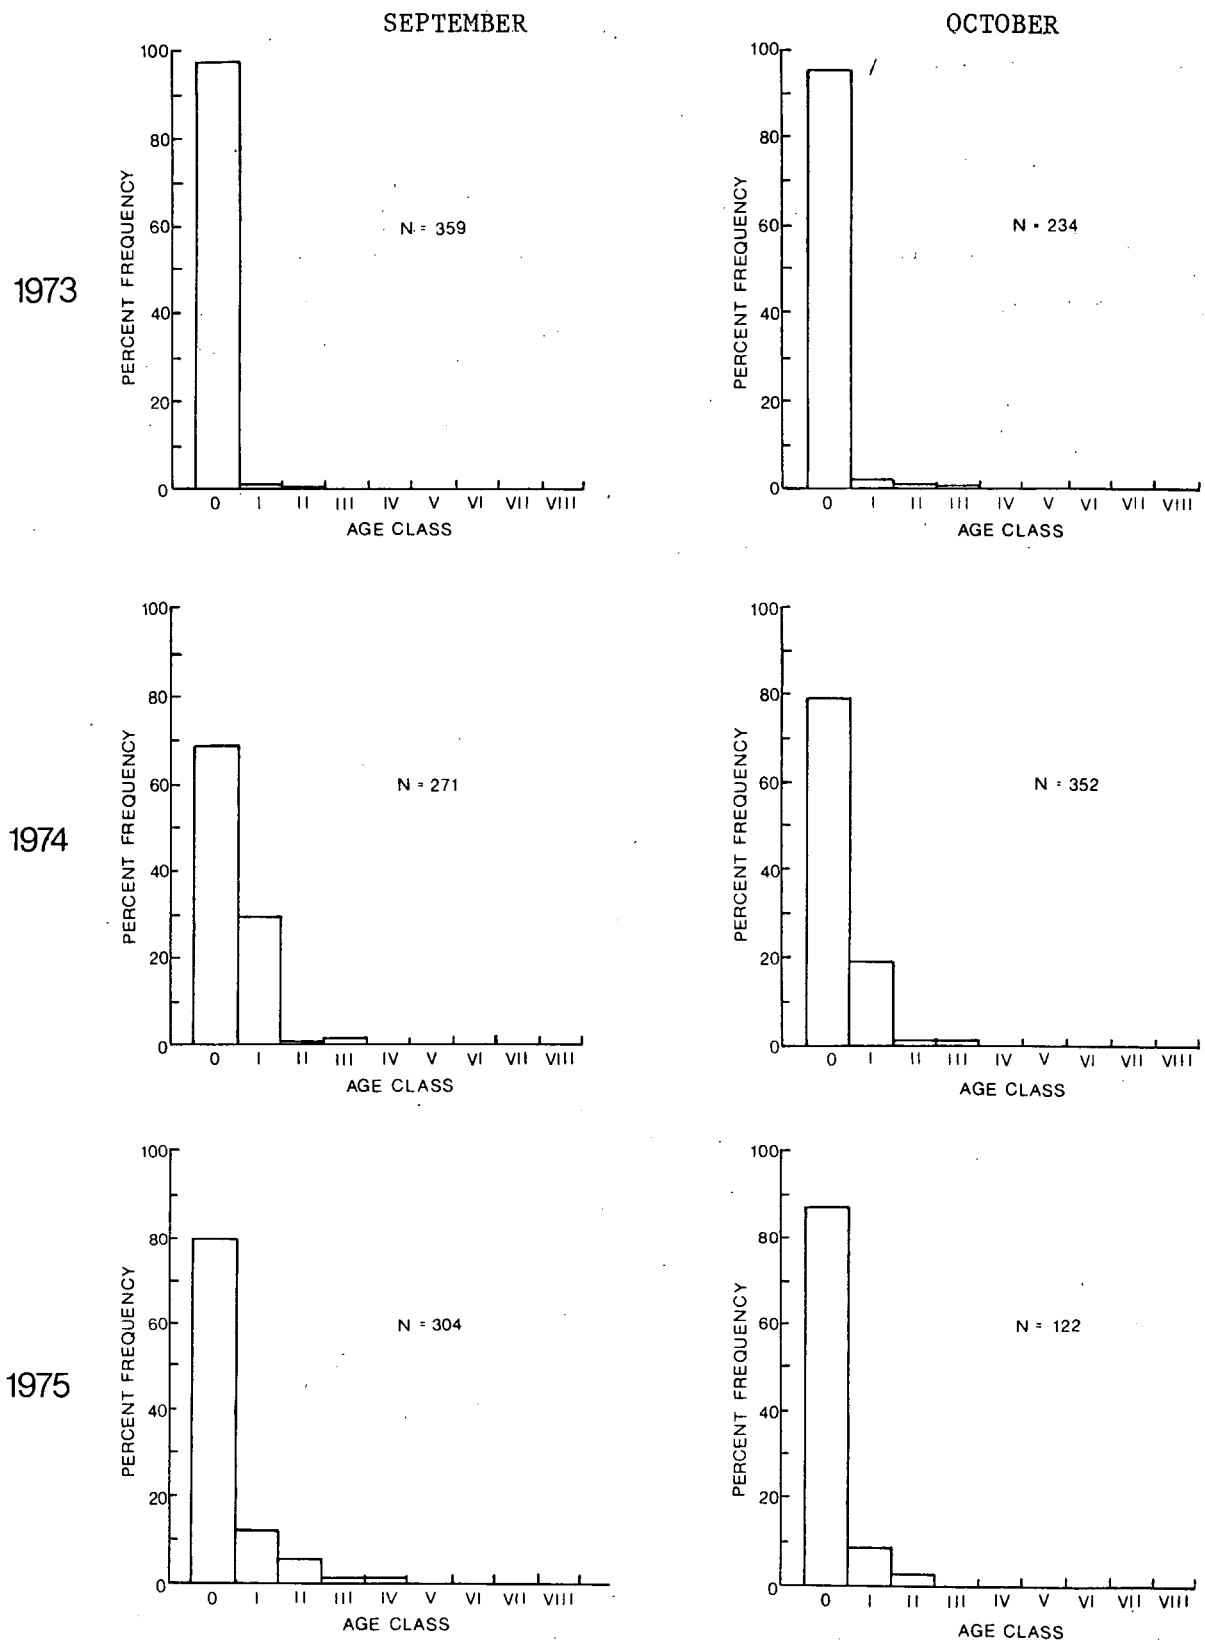 SEPTEMBER
OCTOBER
1973
PERCENT FREQUENCY
100
80
60
40
20
0
N = 359
0 I II III IV V VI VII VIII
AGE CLASS
PERCENT FREQUENCY
100
80
60
40
20
0
N = 234
0 I II III IV V VI VII VIII
AGE CLASS
1974
PERCENT FREQUENCY
100
80
60
40
20
0
N = 271
0 I II III IV V VI VII VIII
AGE CLASS
PERCENT FREQUENCY
100
80
60
40
20
0
N = 352
0 I II III IV V VI VII VIII
AGE CLASS
1975
PERCENT FREQUENCY
100
80
60
40
20
0
N = 304
0 I II III IV V VI VII VIII
AGE CLASS
PERCENT FREQUENCY
100
80
60
40
20
0
N = 122
0 I II III IV V VI VII VIII
AGE CLASS